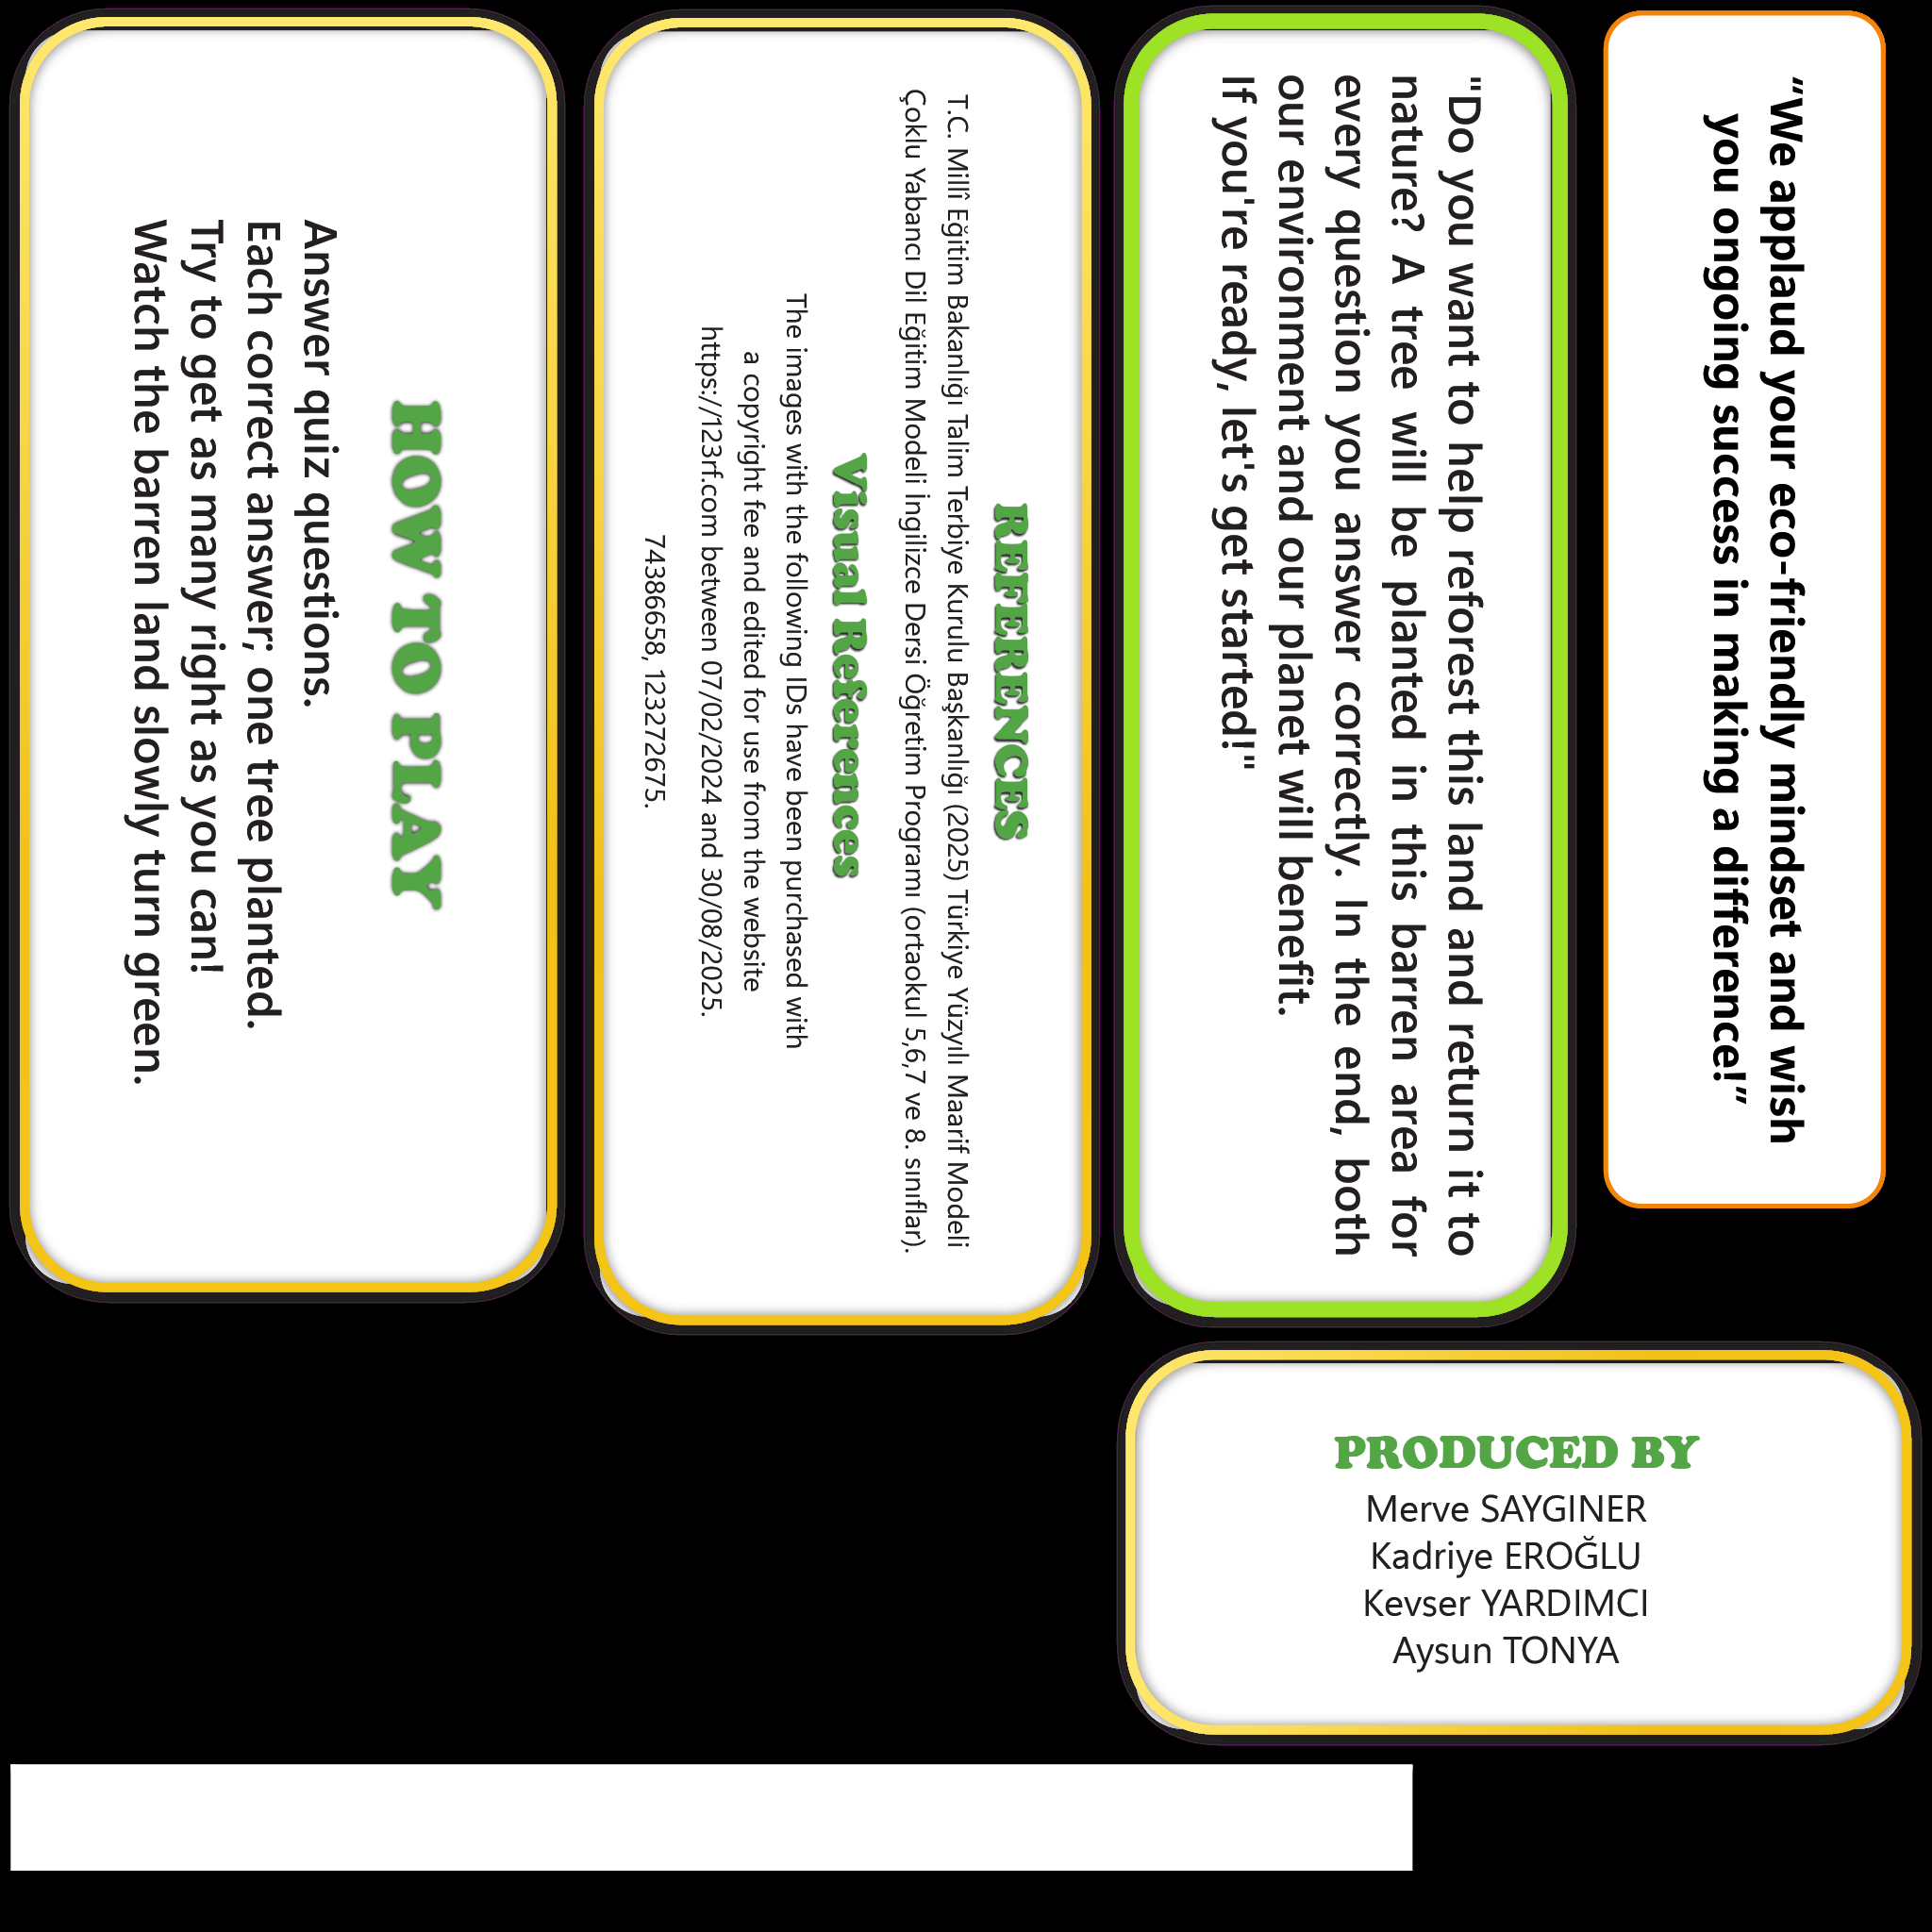 HOW TO PLAY
Answer quiz questions.
Each correct answer; one tree planted.
Try to get as many right as you can!
Watch the barren land slowly turn green.
REFERENCES
T.C. Millî Eğitim Bakanlığı Talim Terbiye Kurulu Başkanlığı (2025) Türkiye Yüzyılı Maarif Modeli
Çoklu Yabancı Dil Eğitim Modeli İngilizce Dersi Öğretim Programı (ortaokul 5,6,7 ve 8. sınıflar).
Visual References
The images with the following IDs have been purchased with
a copyright fee and edited for use from the website
https://123rf.com between 07/02/2024 and 30/08/2025.
74386658, 123272675.
"Do you want to help reforest this land and return it to
nature? A tree will be planted in this barren area for
every question you answer correctly. In the end, both
our environment and our planet will benefit.
If you're ready, let's get started!"
“We applaud your eco-friendly mindset and wish
you ongoing success in making a difference!”
PRODUCED BY
Merve SAYGINER
Kadriye EROĞLU
Kevser YARDIMCI
Aysun TONYA